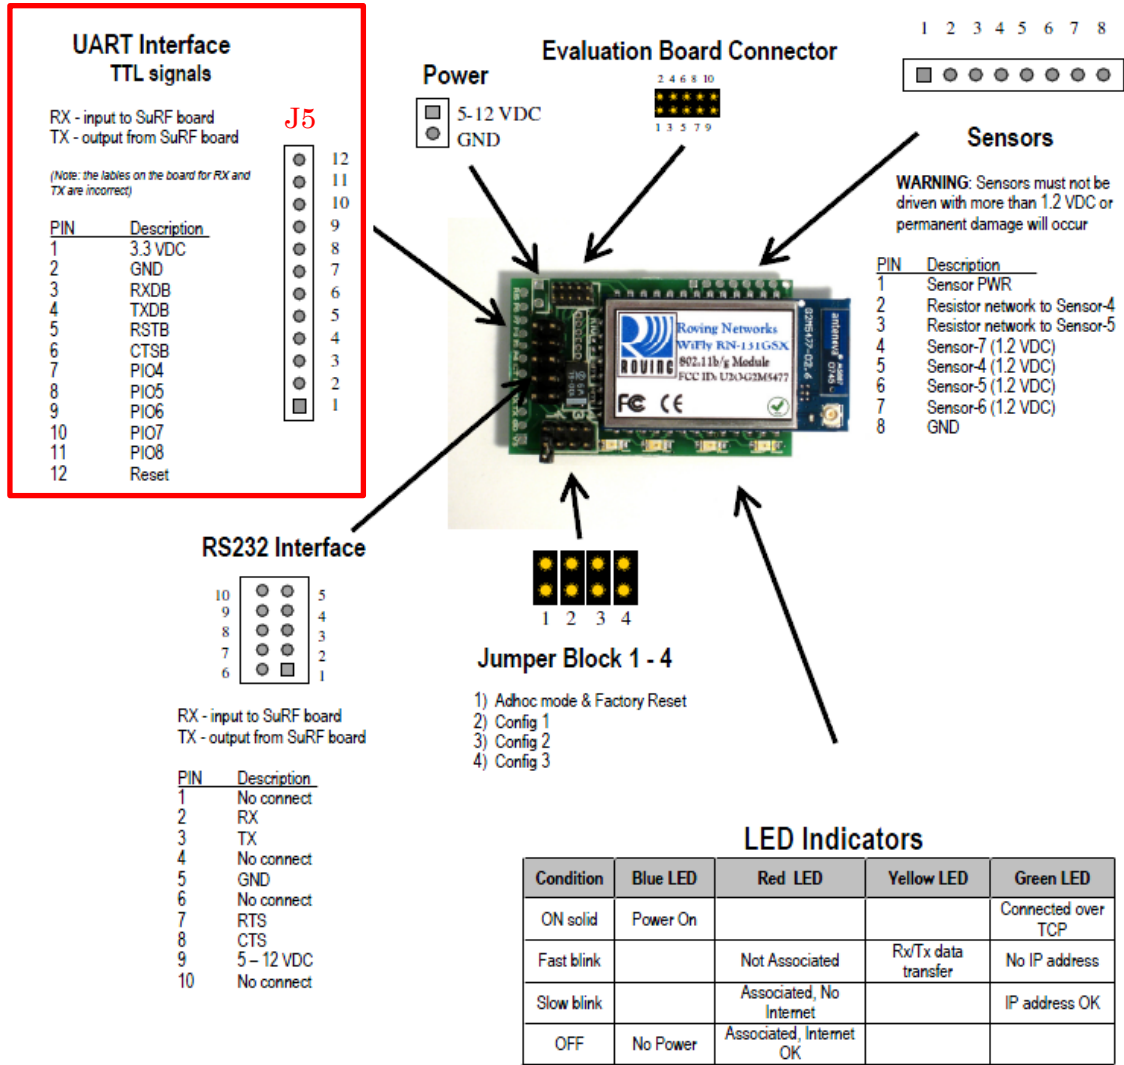 UART Interface
TTL signals
RX - input to SuRF board
TX - output from SuRF board
(Note: the lables on the board for RX and
TX are incorrect)
PIN Description
1 3.3 VDC
2 GND
3 RXDB
4 TXDB
5 RSTB
6 CTSB
7 PIO4
8 PIO5
9 PIO6
10 PIO7
11 PIO8
12 Reset
J5
12
11
10
9
8
7
6
5
4
3
2
1
Power
5-12 VDC
GND
Evaluation Board Connector
2 4 6 8 10
1 3 5 7 9
1 2 3 4 5 6 7 8
Sensors
WARNING: Sensors must not be
driven with more than 1.2 VDC or
permanent damage will occur
PIN Description
1 Sensor PWR
2 Resistor network to Sensor-4
3 Resistor network to Sensor-5
4 Sensor-7 (1.2 VDC)
5 Sensor-4 (1.2 VDC)
6 Sensor-5 (1.2 VDC)
7 Sensor-6 (1.2 VDC)
8 GND
ROVING
Roving Networks
WiFly RN-131GSX
802.11b/g Module
FCC ID: U2O-G2M5477
FC CE
G2M5477-02.6
antenova
RS232 Interface
10 5
9 4
8 3
7 2
6 1
RX - input to SuRF board
TX - output from SuRF board
PIN Description
1 No connect
2 RX
3 TX
4 No connect
5 GND
6 No connect
7 RTS
8 CTS
9 5 – 12 VDC
10 No connect
1 2 3 4
Jumper Block 1 - 4
1) Adhoc mode & Factory Reset
2) Config 1
3) Config 2
4) Config 3
LED Indicators
Condition Blue LED Red LED Yellow LED Green LED
ON solid Power On Connected over
TCP
Fast blink Not Associated Rx/Tx data
transfer No IP address
Slow blink Associated, No
Internet IP address OK
OFF No Power Associated, Internet
OK